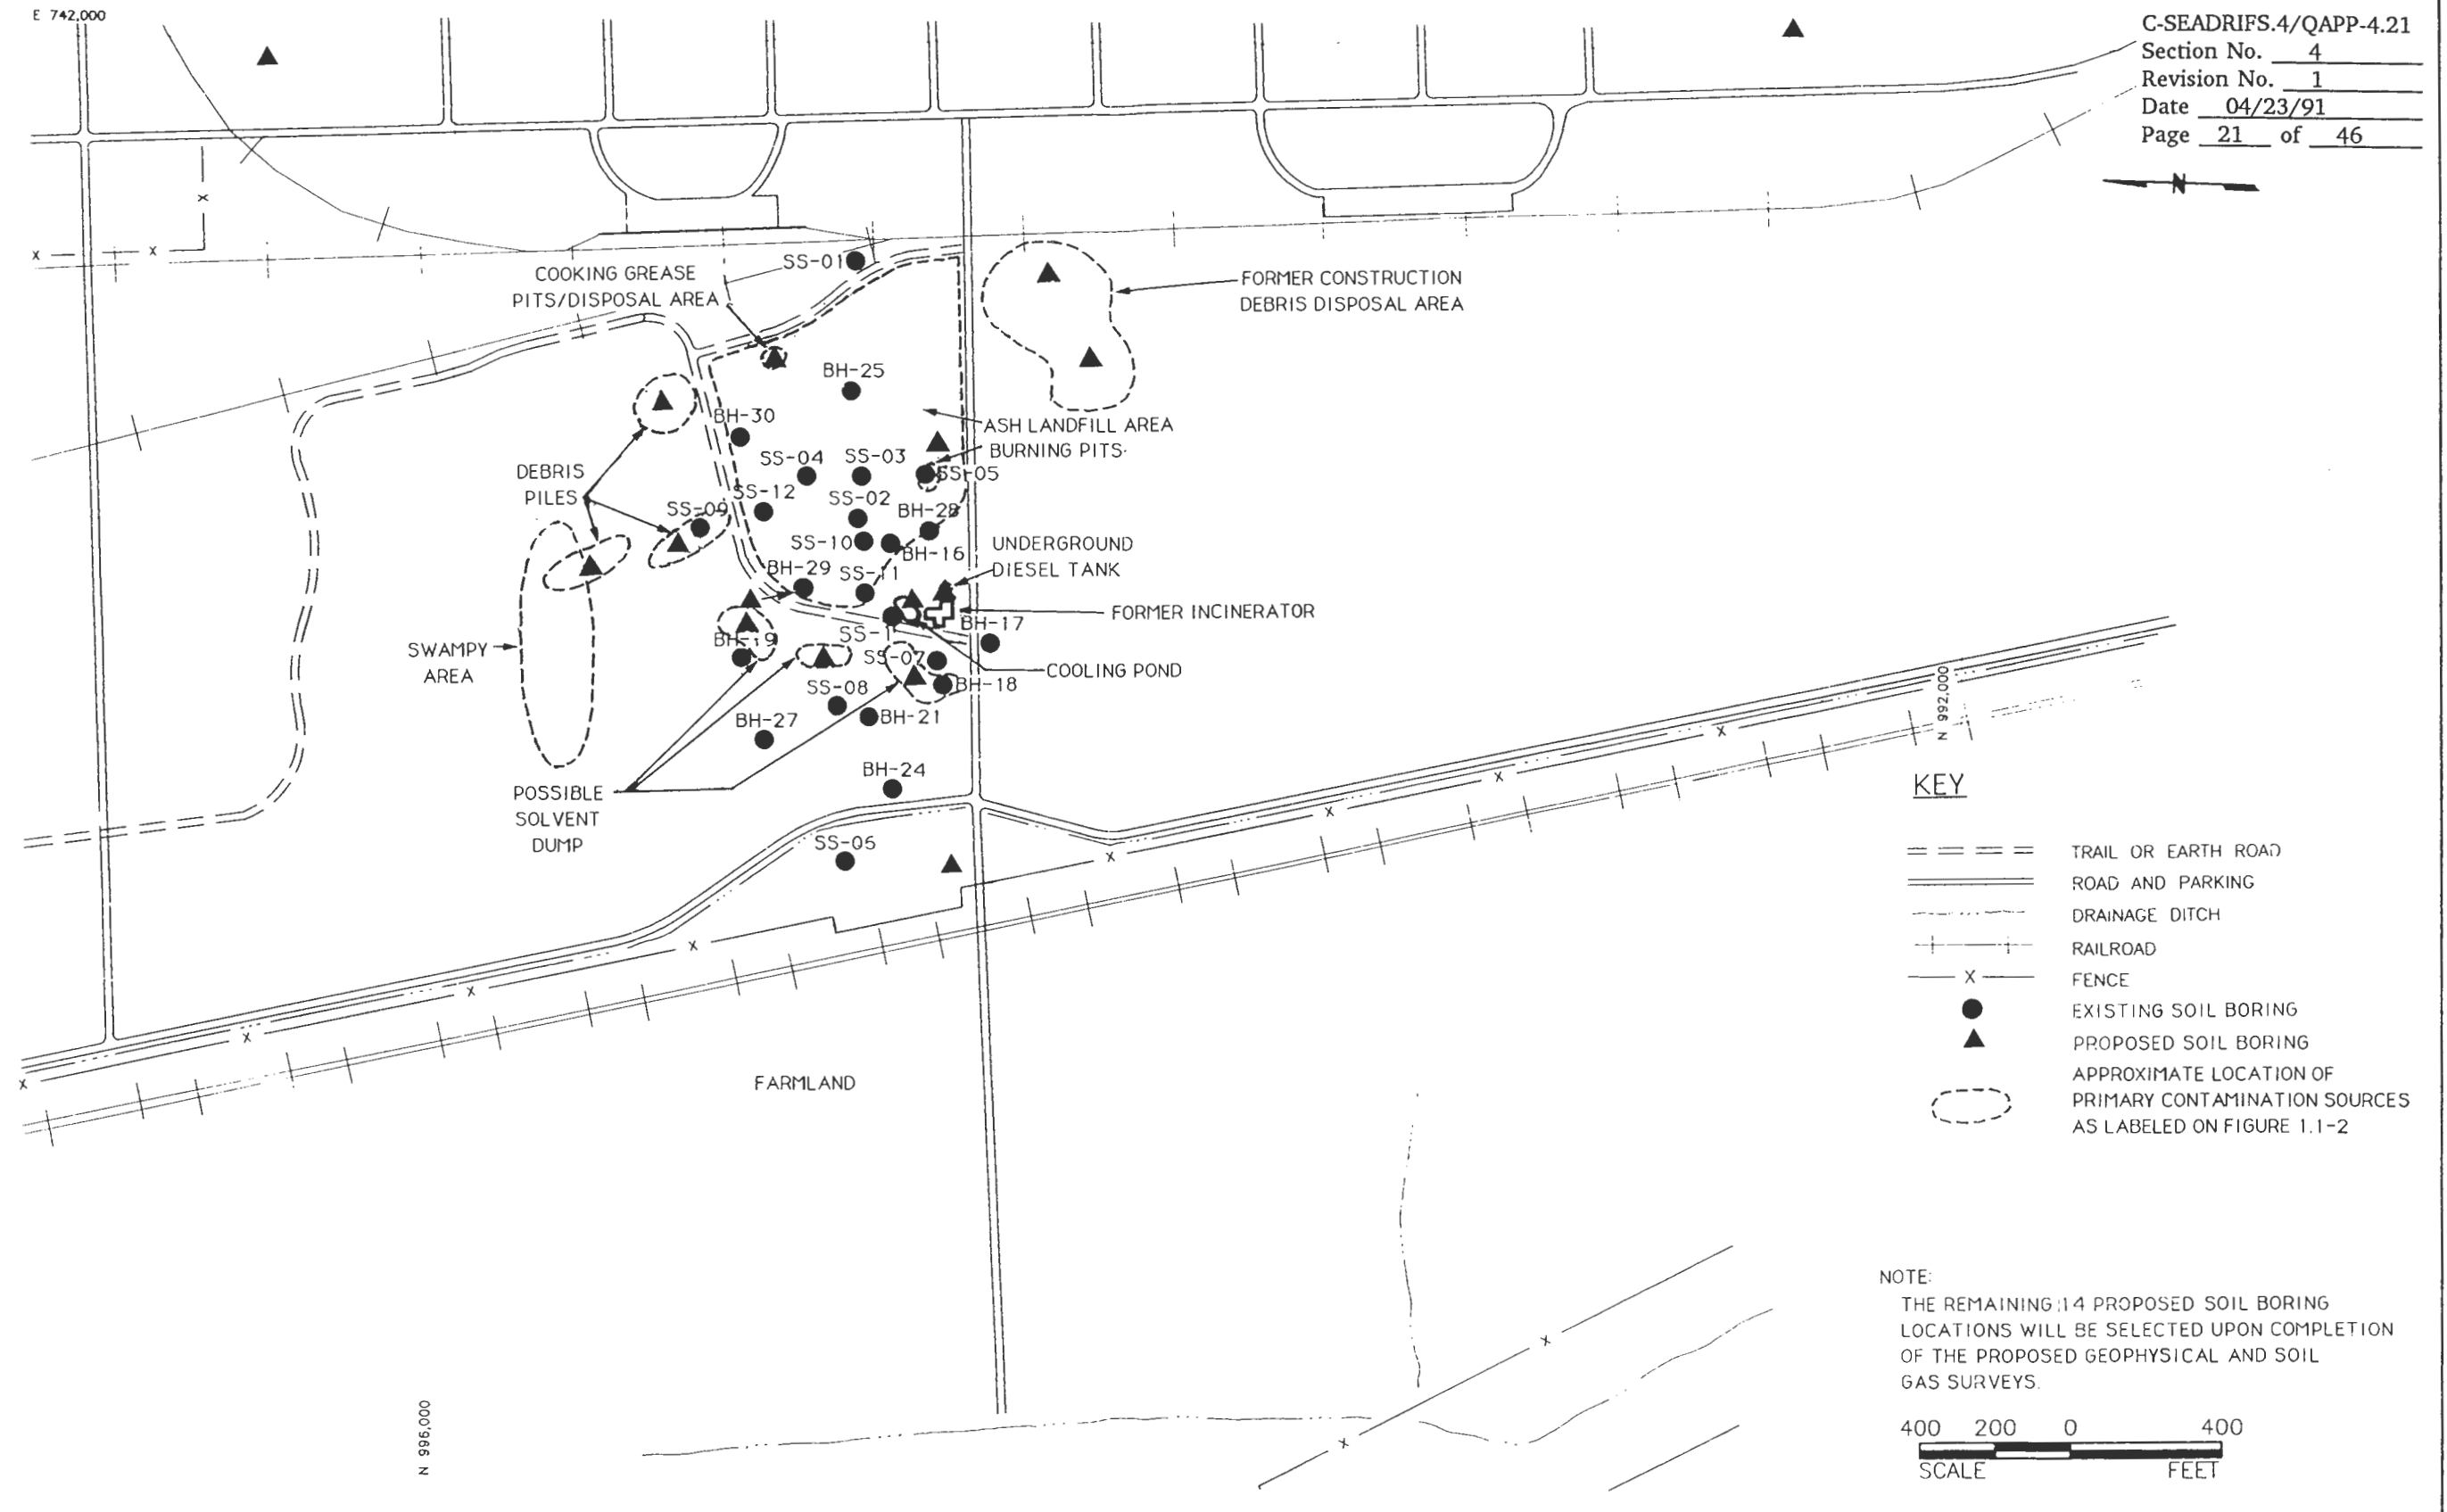 E 742,000
C-SEADRIFS.4/QAPP-4.21
Section No. 4
Revision No. 1
Date 04/23/91
Page 21 of 46
N
SS-01
COOKING GREASE
PITS/DISPOSAL AREA
FORMER CONSTRUCTION
DEBRIS DISPOSAL AREA
BH-25
BH-30
ASH LANDFILL AREA
BURNING PITS
SS-04
SS-03
SS-05
DEBRIS
PILES
SS-12
SS-02
SS-09
BH-28
SS-10
BH-16
UNDERGROUND
DIESEL TANK
BH-29
SS-11
FORMER INCINERATOR
BH-17
SS-1
BH-19
SWAMPY
AREA
SS-07
COOLING POND
SS-08
BH-18
BH-27
BH-21
BH-24
POSSIBLE
SOLVENT
DUMP
SS-06
N 992,000
FARMLAND
N 996,000
KEY
TRAIL OR EARTH ROAD
ROAD AND PARKING
DRAINAGE DITCH
RAILROAD
X FENCE
EXISTING SOIL BORING
PROPOSED SOIL BORING
APPROXIMATE LOCATION OF
PRIMARY CONTAMINATION SOURCES
AS LABELED ON FIGURE 1.1-2
NOTE:
THE REMAINING 14 PROPOSED SOIL BORING
LOCATIONS WILL BE SELECTED UPON COMPLETION
OF THE PROPOSED GEOPHYSICAL AND SOIL
GAS SURVEYS.
400 200 0 400
SCALE FEET